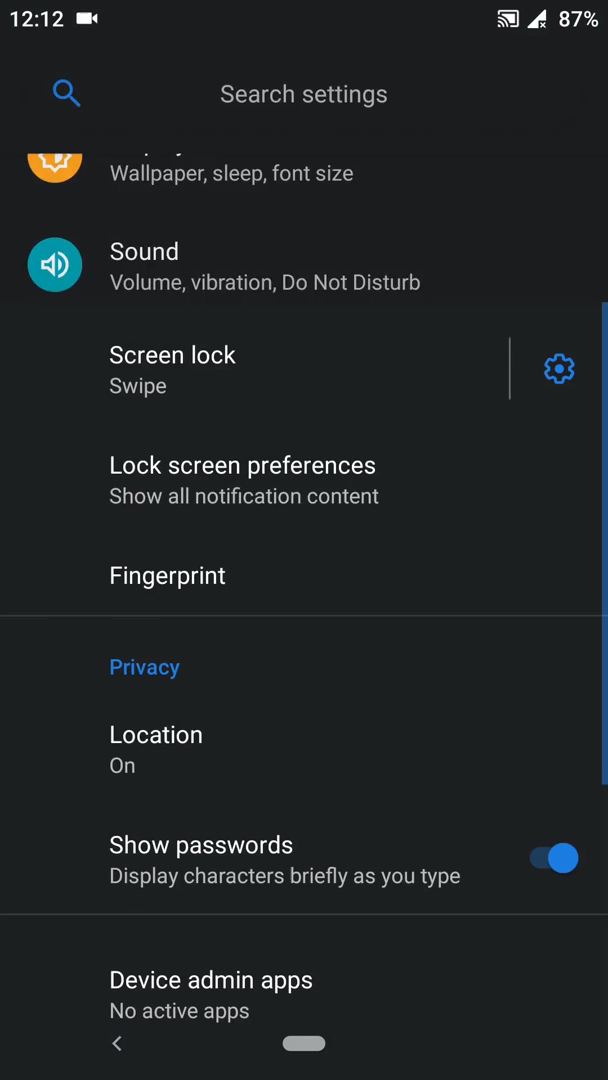 12:12
87%
Search settings
Wallpaper, sleep, font size
Sound
Volume, vibration, Do Not Disturb
Screen lock
Swipe
Lock screen preferences
Show all notification content
Fingerprint
Privacy
Location
On
Show passwords
Display characters briefly as you type
Device admin apps
No active apps